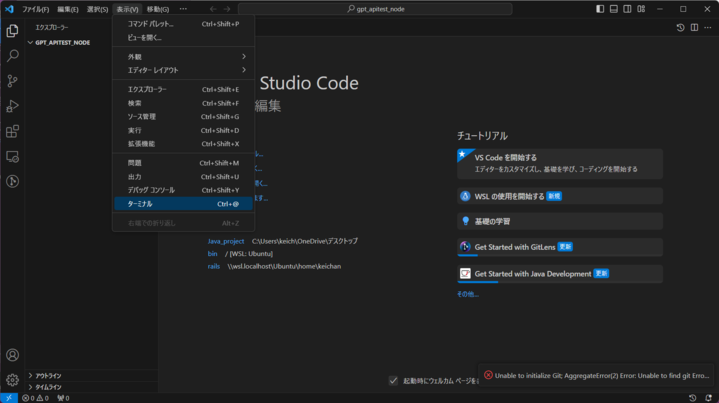 ファイル(F) 編集(E) 選択(S) 表示(V) 移動(G) … gpt_apitest_node
エクスプローラー
GPT_APITEST_NODE
コマンド パレット... Ctrl+Shift+P
ビューを開く...
外観
エディター レイアウト
エクスプローラー Ctrl+Shift+E
検索 Ctrl+Shift+F
ソース管理 Ctrl+Shift+G
実行 Ctrl+Shift+D
拡張機能 Ctrl+Shift+X
問題 Ctrl+Shift+M
出力 Ctrl+Shift+U
デバッグ コンソール Ctrl+Shift+Y
ターミナル Ctrl+@
右端での折り返し Alt+Z
Studio Code
編集
く...
す...
Java_project C:\Users\keich\OneDrive\デスクトップ
bin / [WSL: Ubuntu]
rails \\wsl.localhost\Ubuntu\home\keichan
チュートリアル
VS Code を開始する
エディターをカスタマイズし、基礎を学び、コーディングを開始する
WSL の使用を開始する 新規
基礎の学習
Get Started with GitLens 更新
Get Started with Java Development 更新
その他...
起動時にウェルカム ページを
Unable to initialize Git; AggregateError(2) Error: Unable to find git Erro...
アウトライン
タイムライン
0 0 0